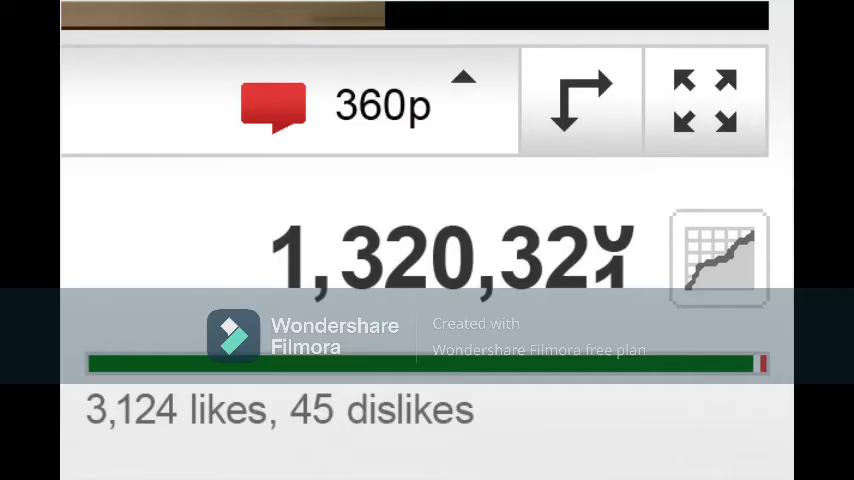 360p
1,320,32
Wondershare
Filmora
Created with
Wondershare Filmora free plan
3,124 likes, 45 dislikes